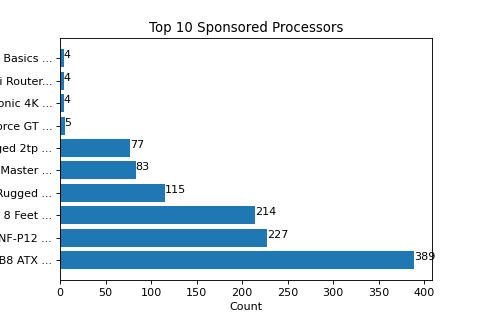 Top 10 Sponsored Processors
Basics ... 4
i Router... 4
onic 4K ... 4
orce GT ... 5
ged 2tp ... 77
Master ... 83
Rugged ... 115
8 Feet ... 214
NF-P12 ... 227
B8 ATX ... 389
0 50 100 150 200 250 300 350 400
Count